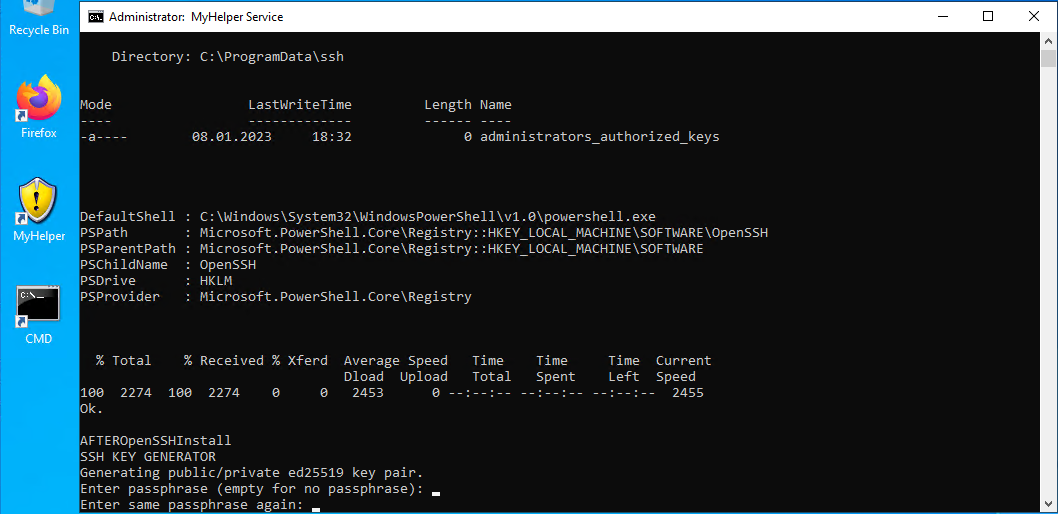 Recycle Bin
Firefox
MyHelper
CMD
Administrator:  MyHelper Service
    Directory: C:\ProgramData\ssh
Mode                 LastWriteTime         Length Name
----                 -------------         ------ ----
-a----        08.01.2023     18:32              0 administrators_authorized_keys
DefaultShell : C:\Windows\System32\WindowsPowerShell\v1.0\powershell.exe
PSPath       : Microsoft.PowerShell.Core\Registry::HKEY_LOCAL_MACHINE\SOFTWARE\OpenSSH
PSParentPath : Microsoft.PowerShell.Core\Registry::HKEY_LOCAL_MACHINE\SOFTWARE
PSChildName  : OpenSSH
PSDrive      : HKLM
PSProvider   : Microsoft.PowerShell.Core\Registry
  % Total    % Received % Xferd  Average Speed   Time    Time     Time  Current
                                 Dload  Upload   Total   Spent    Left  Speed
100  2274  100  2274    0     0   2453      0 --:--:-- --:--:-- --:--:--  2455
Ok.
AFTEROpenSSHInstall
SSH KEY GENERATOR
Generating public/private ed25519 key pair.
Enter passphrase (empty for no passphrase):
Enter same passphrase again: